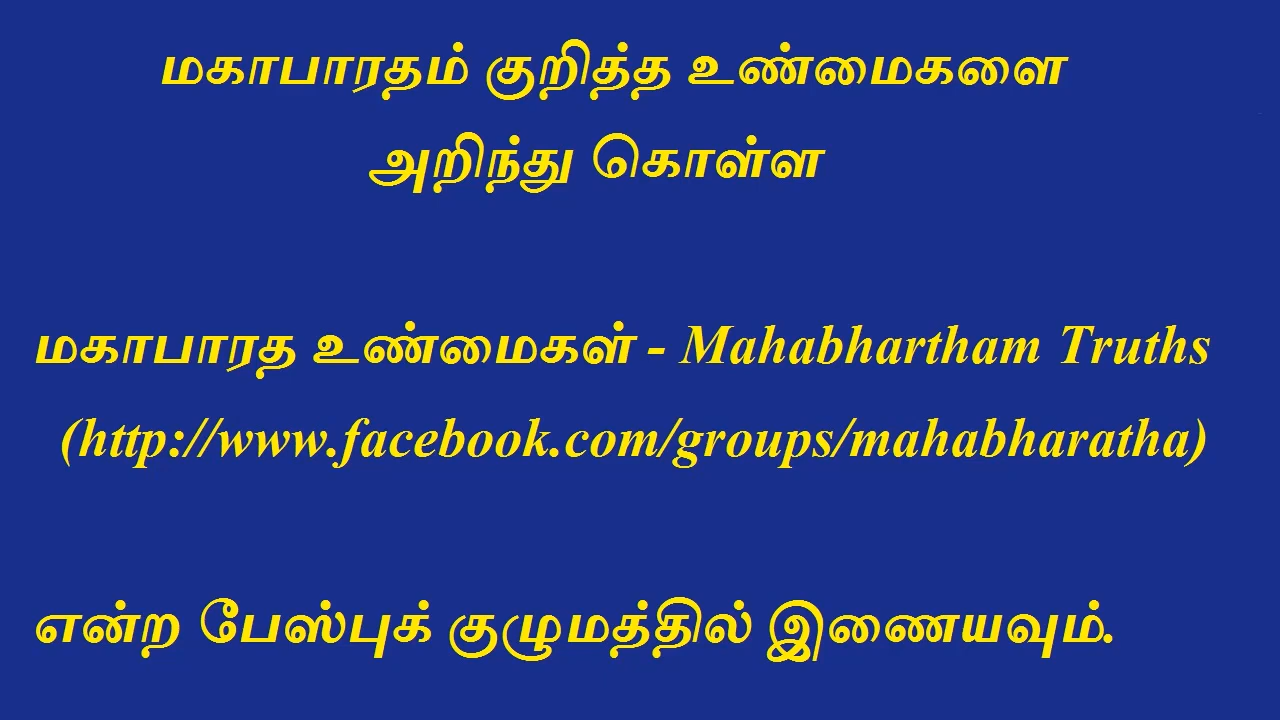 மகாபாரதம் குறித்த உண்மைகளை
அறிந்து கொள்ள
மகாபாரத உண்மைகள் - Mahabhartham Truths
(http://www.facebook.com/groups/mahabharatha)
என்ற பேஸ்புக் குழுமத்தில் இணையவும்.